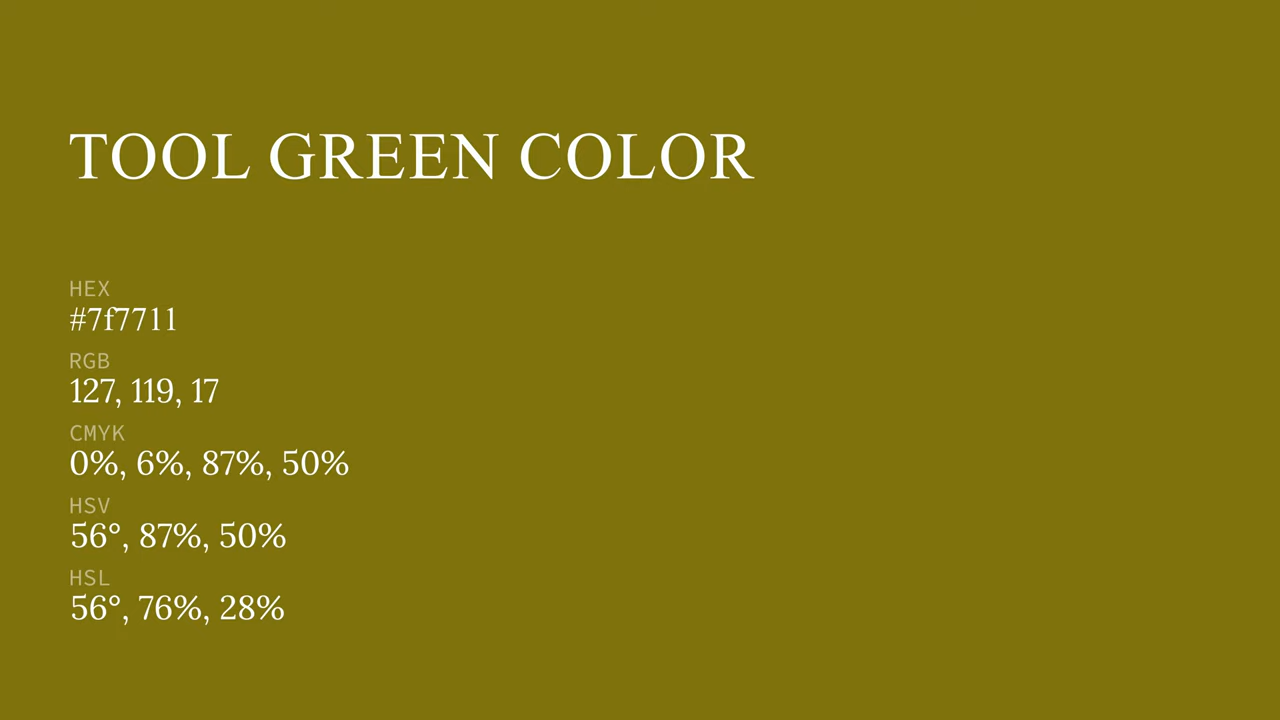 TOOL GREEN COLOR
HEX
#7f7711
RGB
127, 119, 17
CMYK
0%, 6%, 87%, 50%
HSV
56°, 87%, 50%
HSL
56°, 76%, 28%